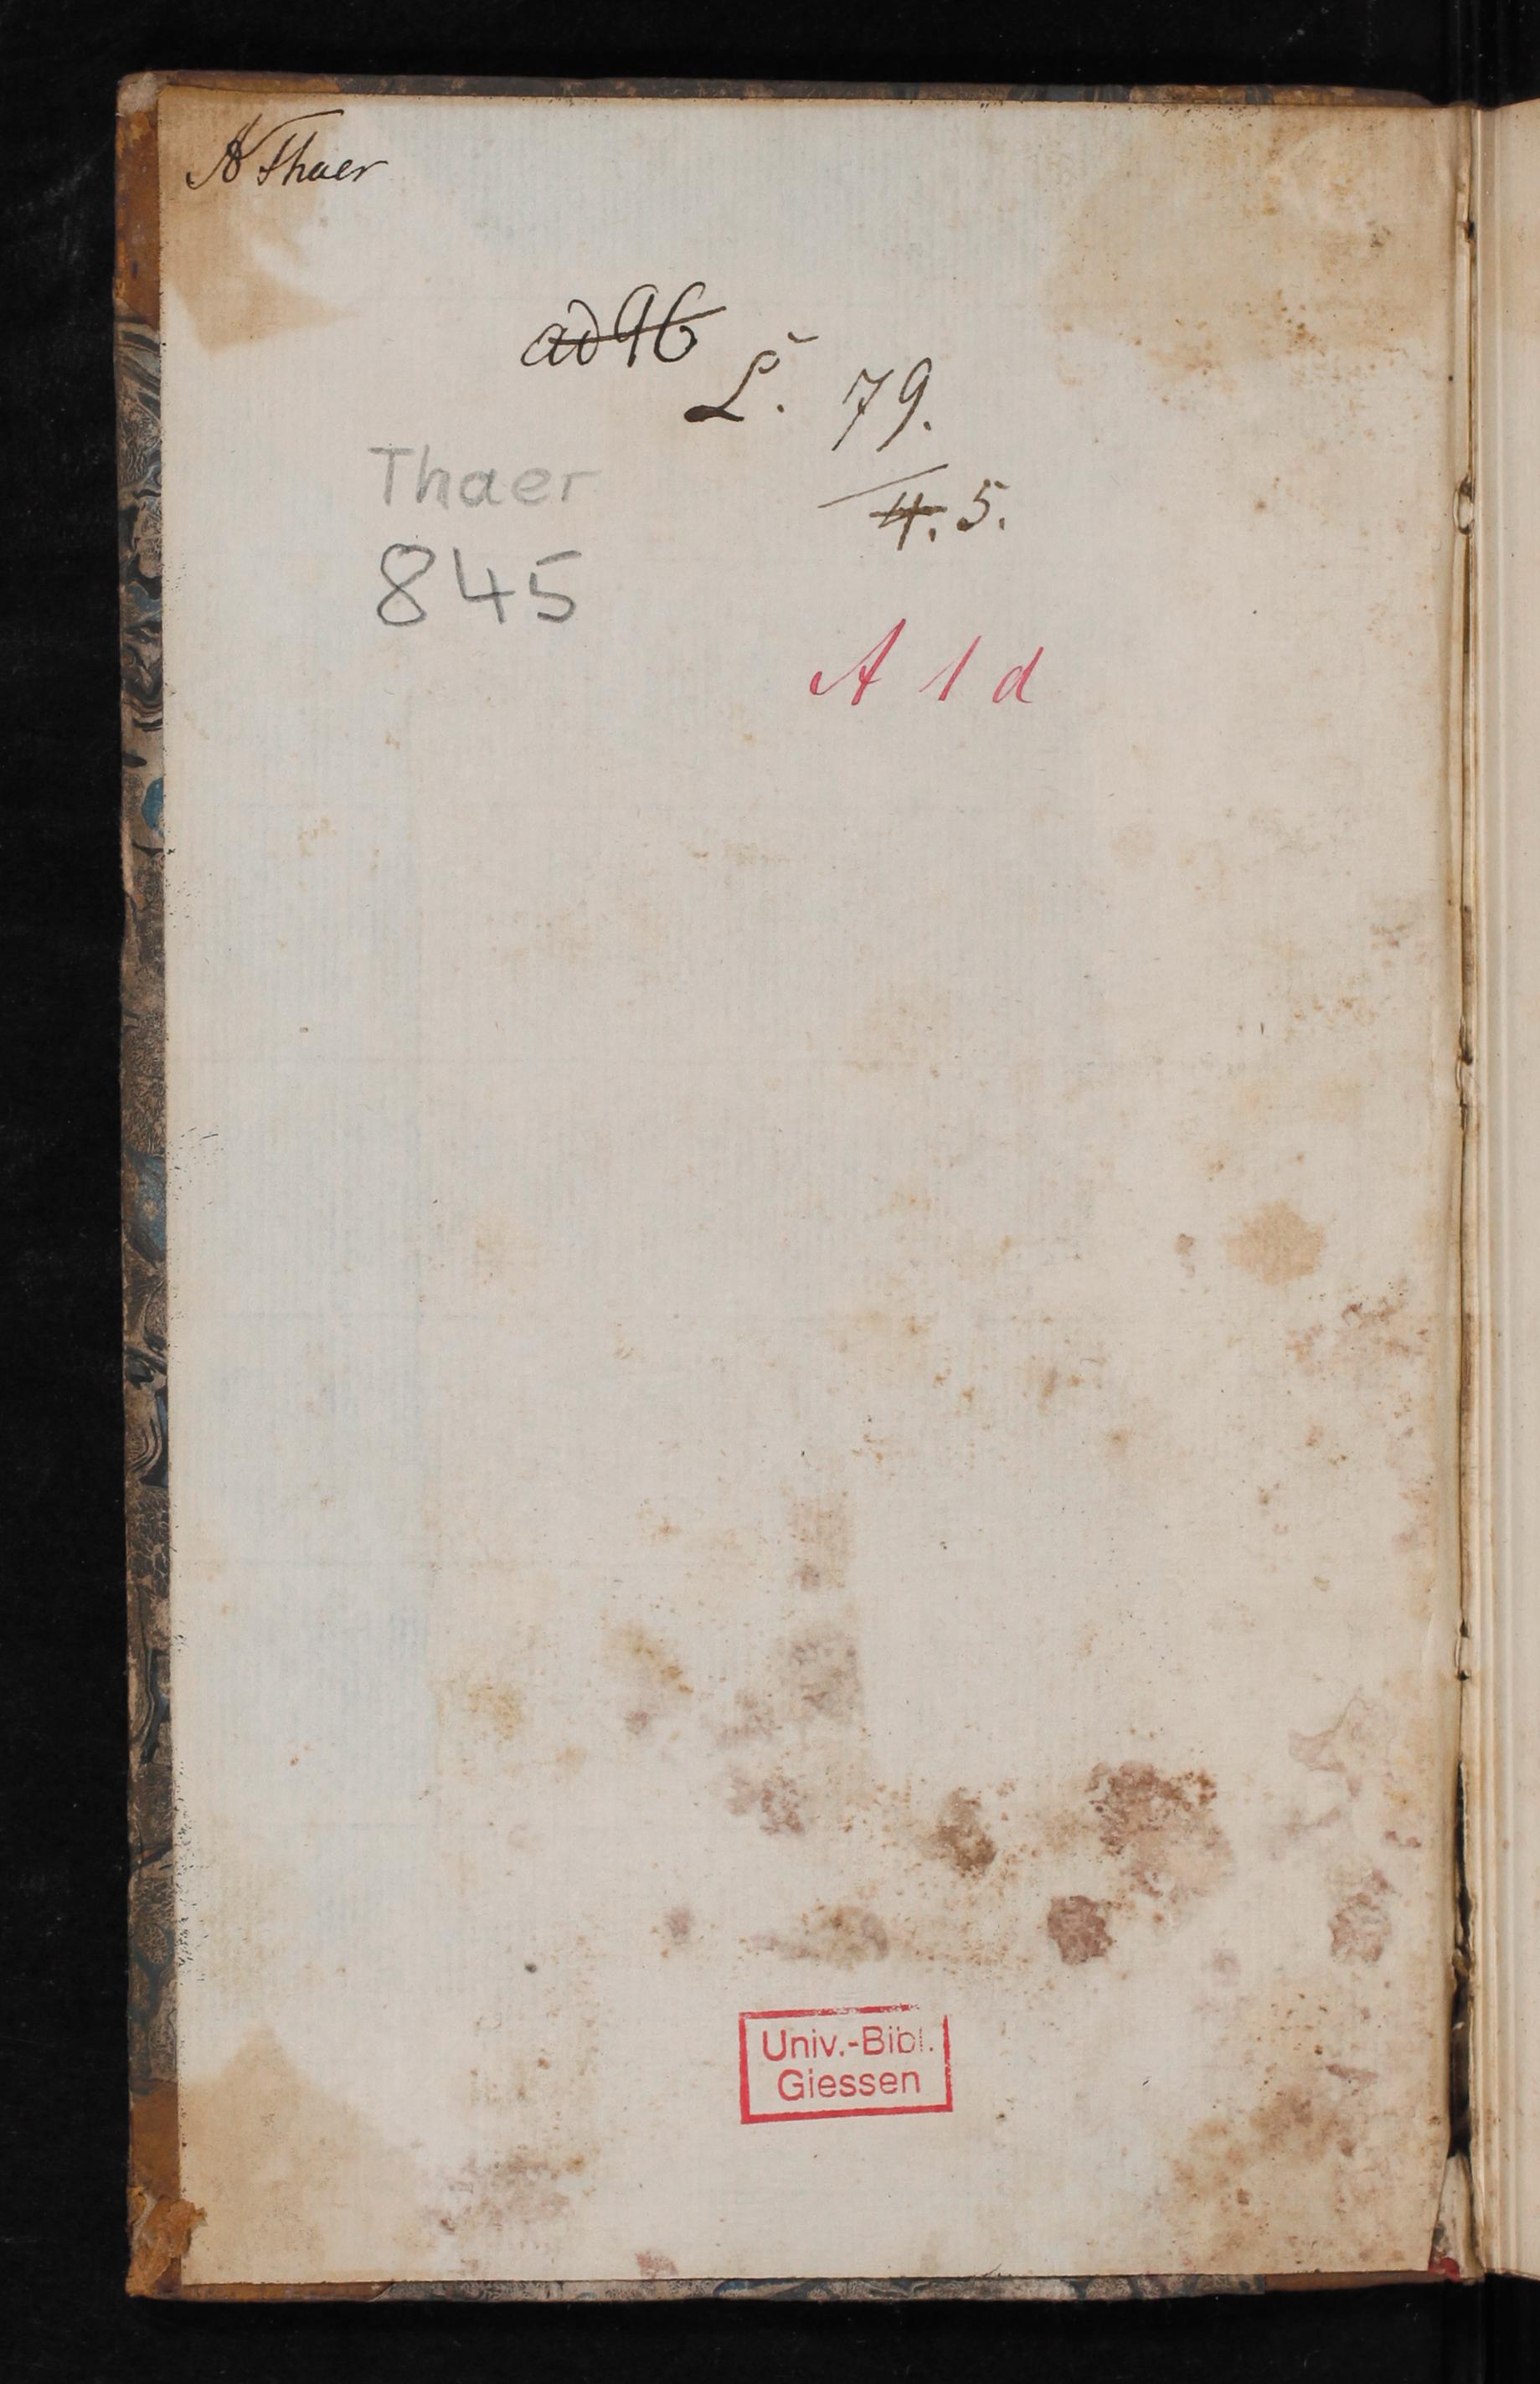 A Thaer
ad 96
L. 79.
4. 5.
Thaer
845
A 1 d
Univ.-Bibl.
Giessen